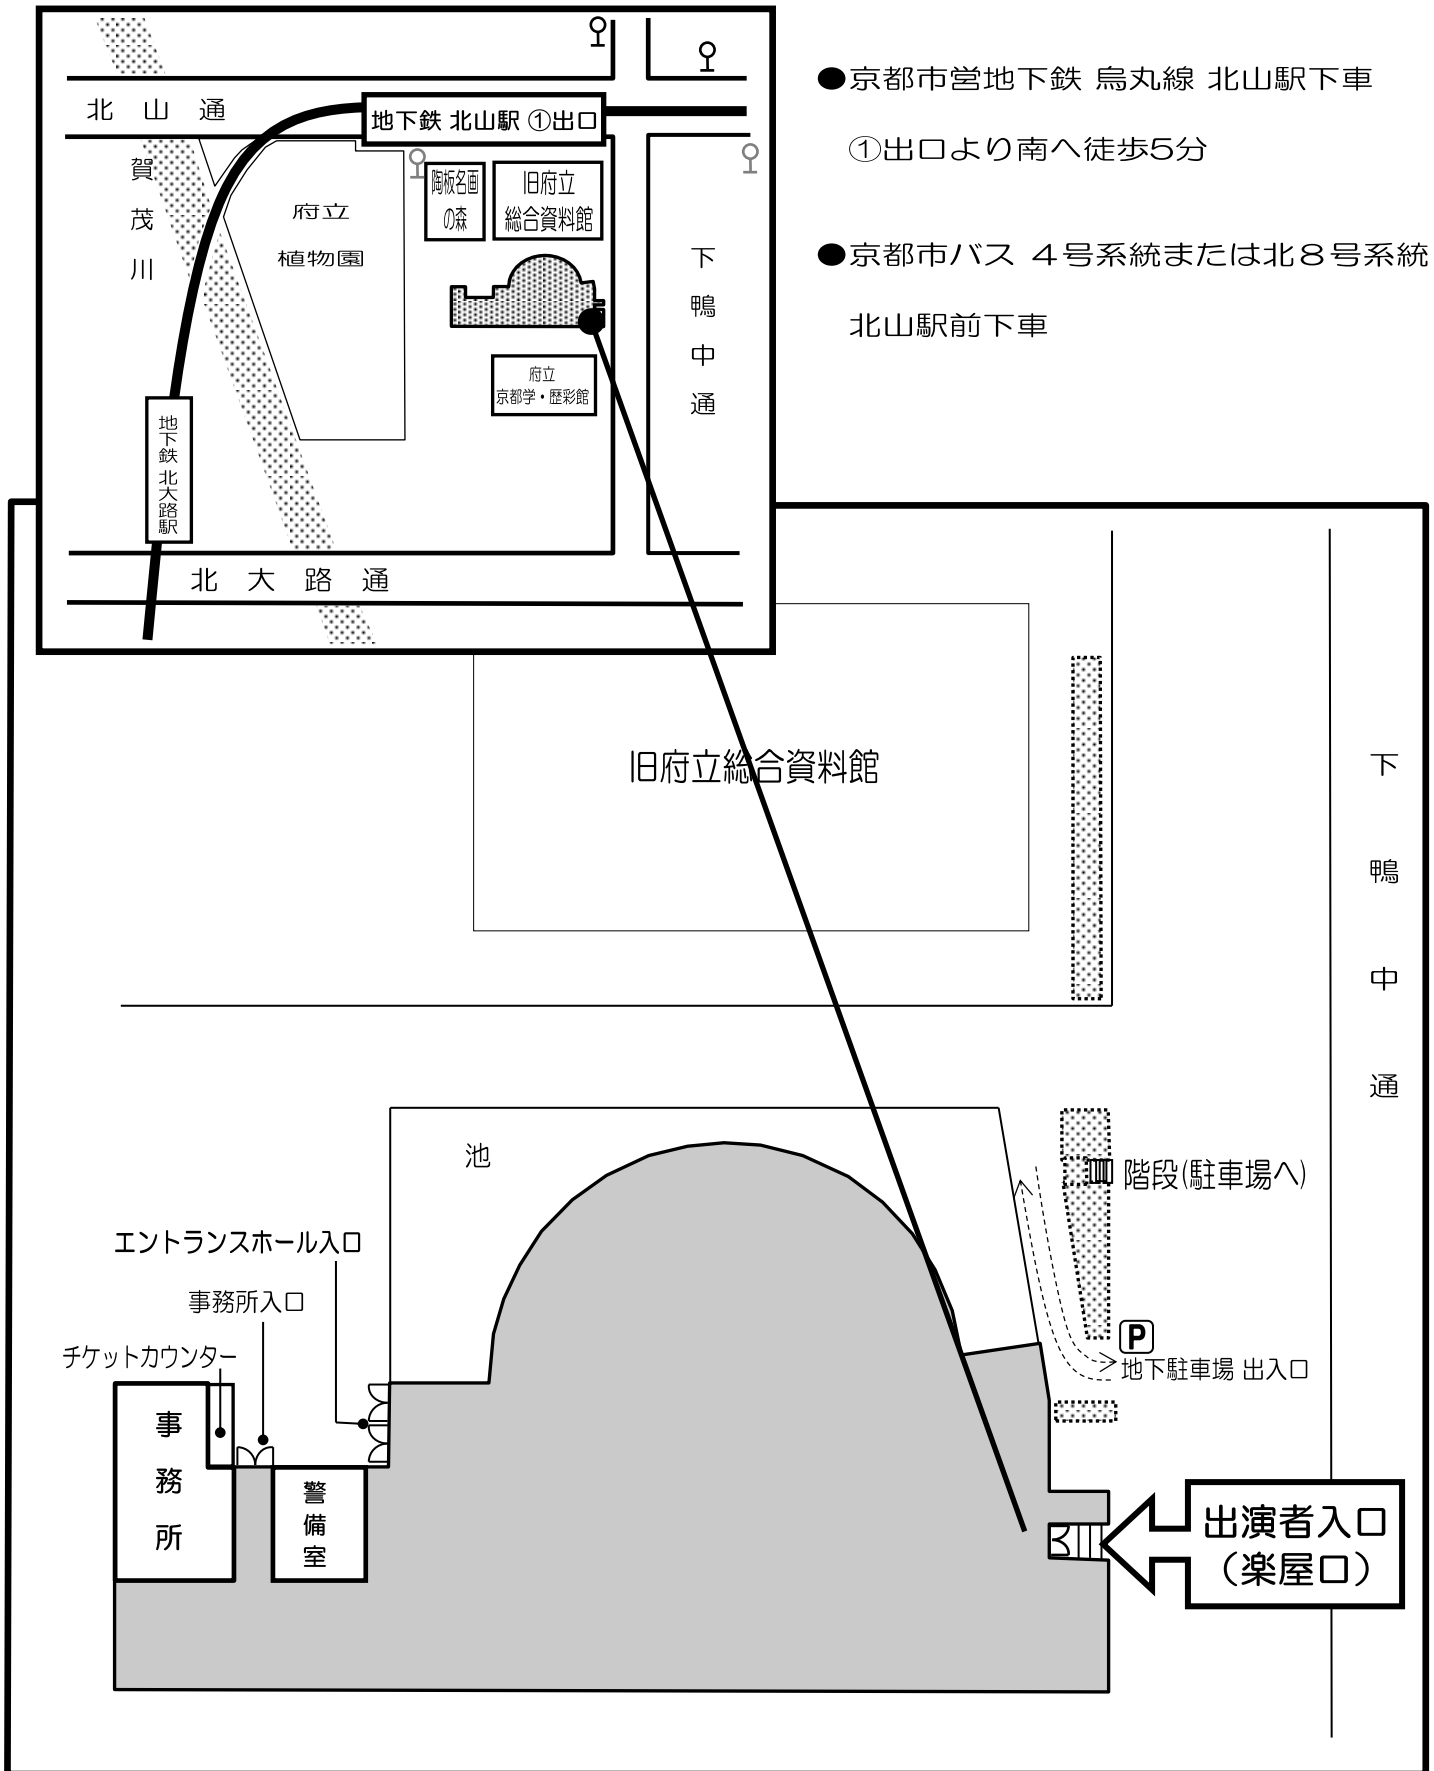 ●京都市営地下鉄 烏丸線 北山駅下車
①出口より南へ徒歩5分
●京都市バス 4号系統または北8号系統
北山駅前下車
北山通
地下鉄 北山駅 ①出口
賀茂川
府立
植物園
陶板名画
の森
旧府立
総合資料館
下鴨中通
府立
京都学・歴彩館
地下鉄 北大路駅
北大路通
旧府立総合資料館
下鴨中通
池
階段(駐車場へ)
エントランスホール入口
事務所入口
チケットカウンター
P
地下駐車場 出入口
事務所
警備室
出演者入口
(楽屋口)